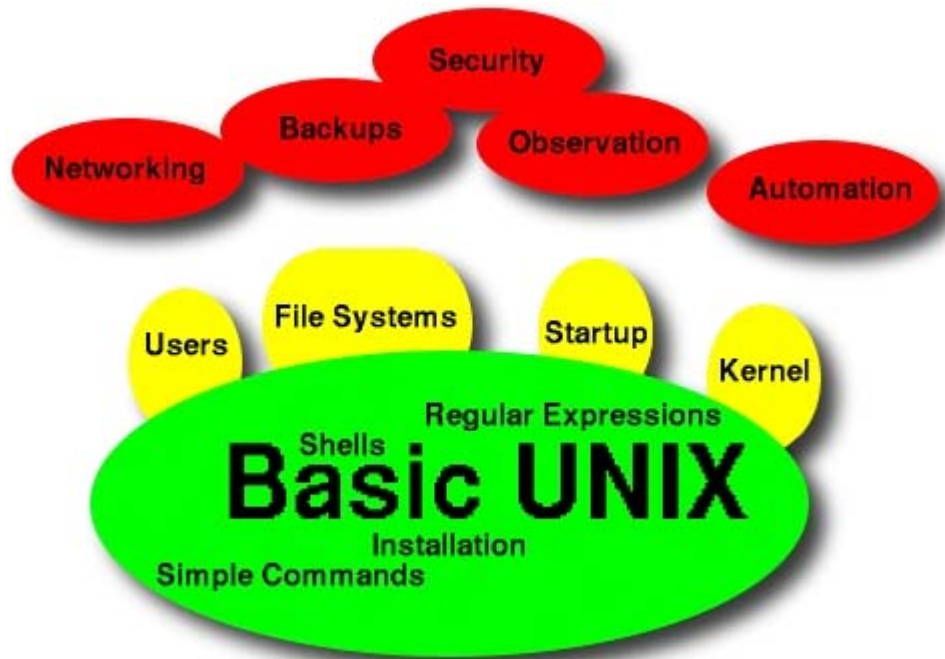 Security
Backups
Observation
Networking
Automation
File Systems
Startup
Users
Kernel
Regular Expressions
Shells
Basic UNIX
Installation
Simple Commands